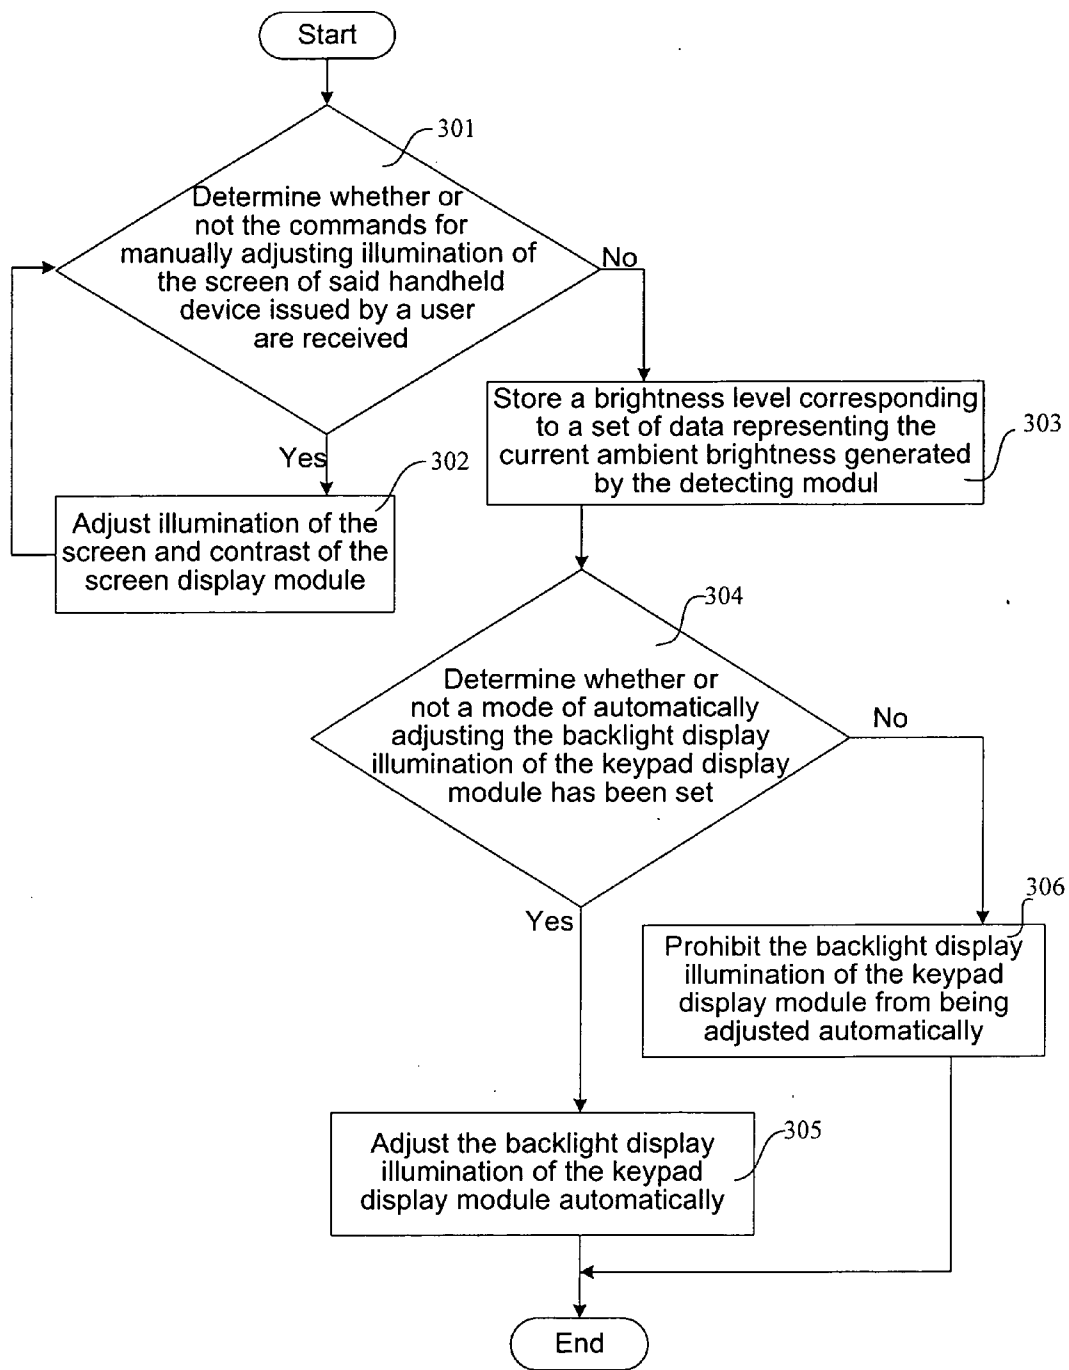 Start
301
Determine whether or
not the commands for
manually adjusting illumination of
the screen of said handheld
device issued by a user
are received
No
Yes
302
Adjust illumination of the
screen and contrast of the
screen display module
Store a brightness level corresponding
to a set of data representing the
current ambient brightness generated
by the detecting modul
303
304
Determine whether or
not a mode of automatically
adjusting the backlight display
illumination of the keypad display
module has been set
No
Yes
306
Prohibit the backlight display
illumination of the keypad
display module from being
adjusted automatically
305
Adjust the backlight display
illumination of the keypad
display module automatically
End